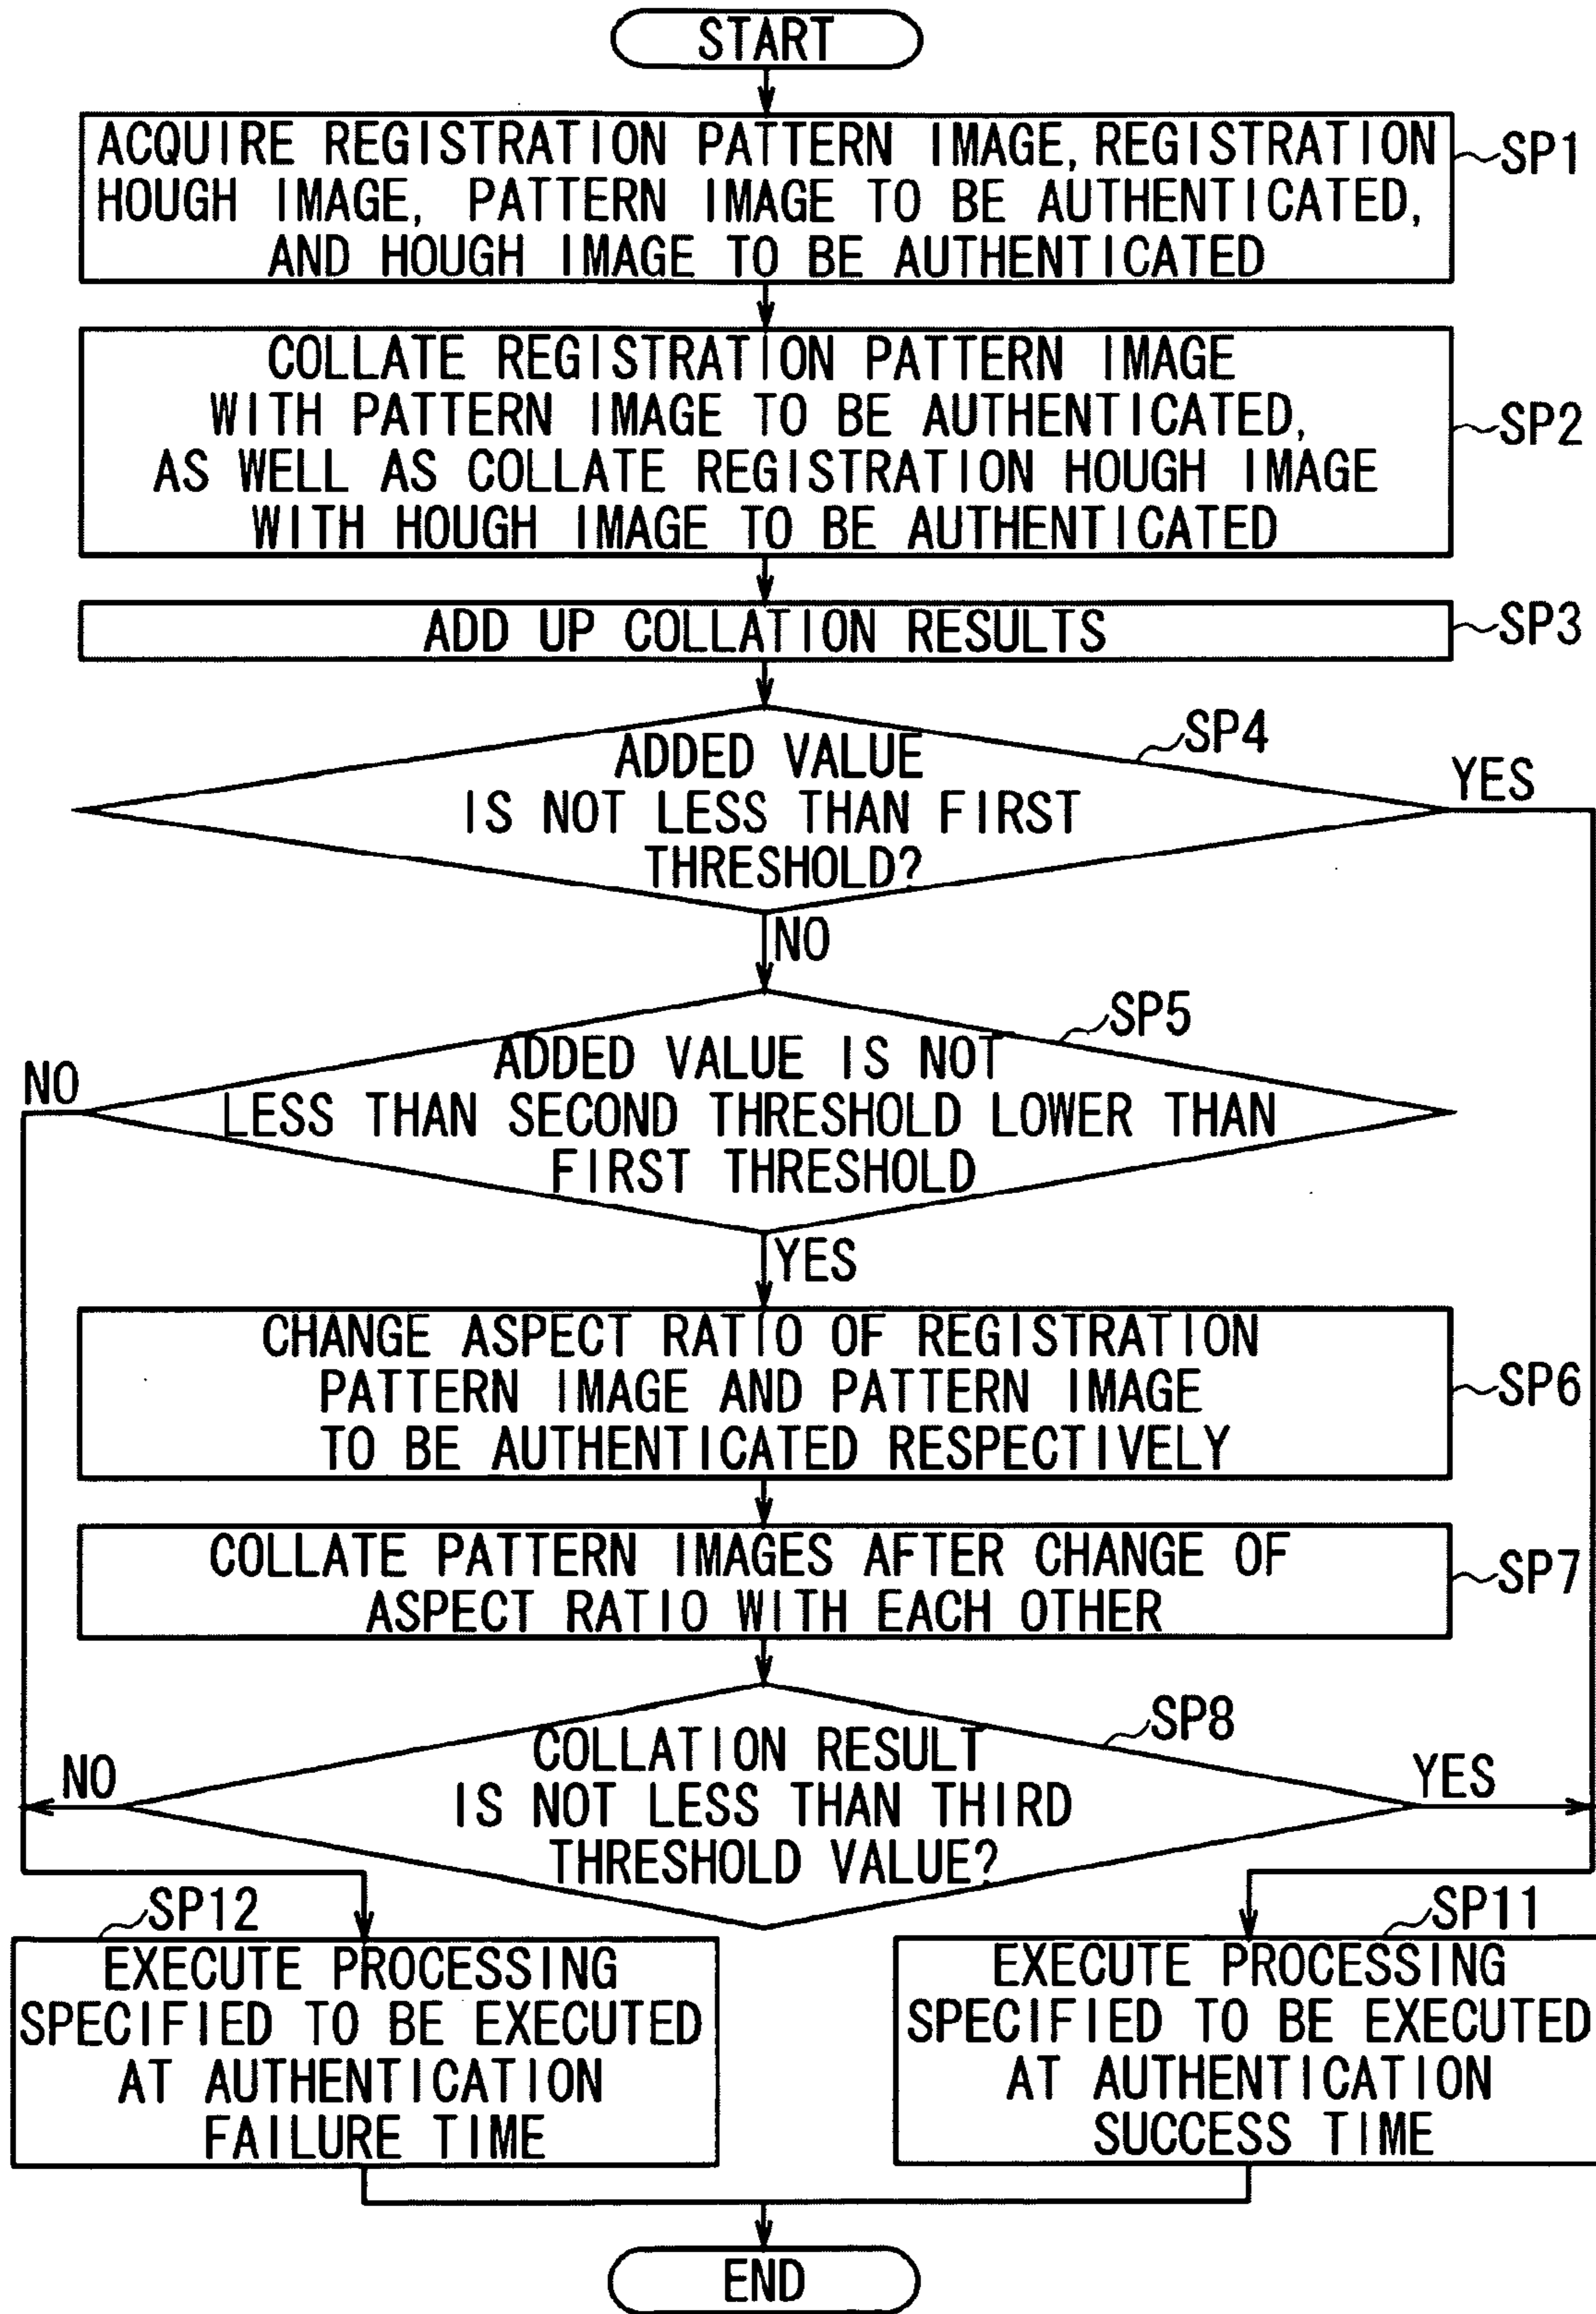 START
ACQUIRE REGISTRATION PATTERN IMAGE, REGISTRATION
HOUGH IMAGE, PATTERN IMAGE TO BE AUTHENTICATED,
AND HOUGH IMAGE TO BE AUTHENTICATED
SP1
COLLATE REGISTRATION PATTERN IMAGE
WITH PATTERN IMAGE TO BE AUTHENTICATED,
AS WELL AS COLLATE REGISTRATION HOUGH IMAGE
WITH HOUGH IMAGE TO BE AUTHENTICATED
SP2
ADD UP COLLATION RESULTS
SP3
SP4
ADDED VALUE
IS NOT LESS THAN FIRST
THRESHOLD?
YES
NO
SP5
ADDED VALUE IS NOT
LESS THAN SECOND THRESHOLD LOWER THAN
FIRST THRESHOLD
NO
YES
CHANGE ASPECT RATIO OF REGISTRATION
PATTERN IMAGE AND PATTERN IMAGE
TO BE AUTHENTICATED RESPECTIVELY
SP6
COLLATE PATTERN IMAGES AFTER CHANGE OF
ASPECT RATIO WITH EACH OTHER
SP7
SP8
COLLATION RESULT
IS NOT LESS THAN THIRD
THRESHOLD VALUE?
NO
YES
SP12
EXECUTE PROCESSING
SPECIFIED TO BE EXECUTED
AT AUTHENTICATION
FAILURE TIME
SP11
EXECUTE PROCESSING
SPECIFIED TO BE EXECUTED
AT AUTHENTICATION
SUCCESS TIME
END